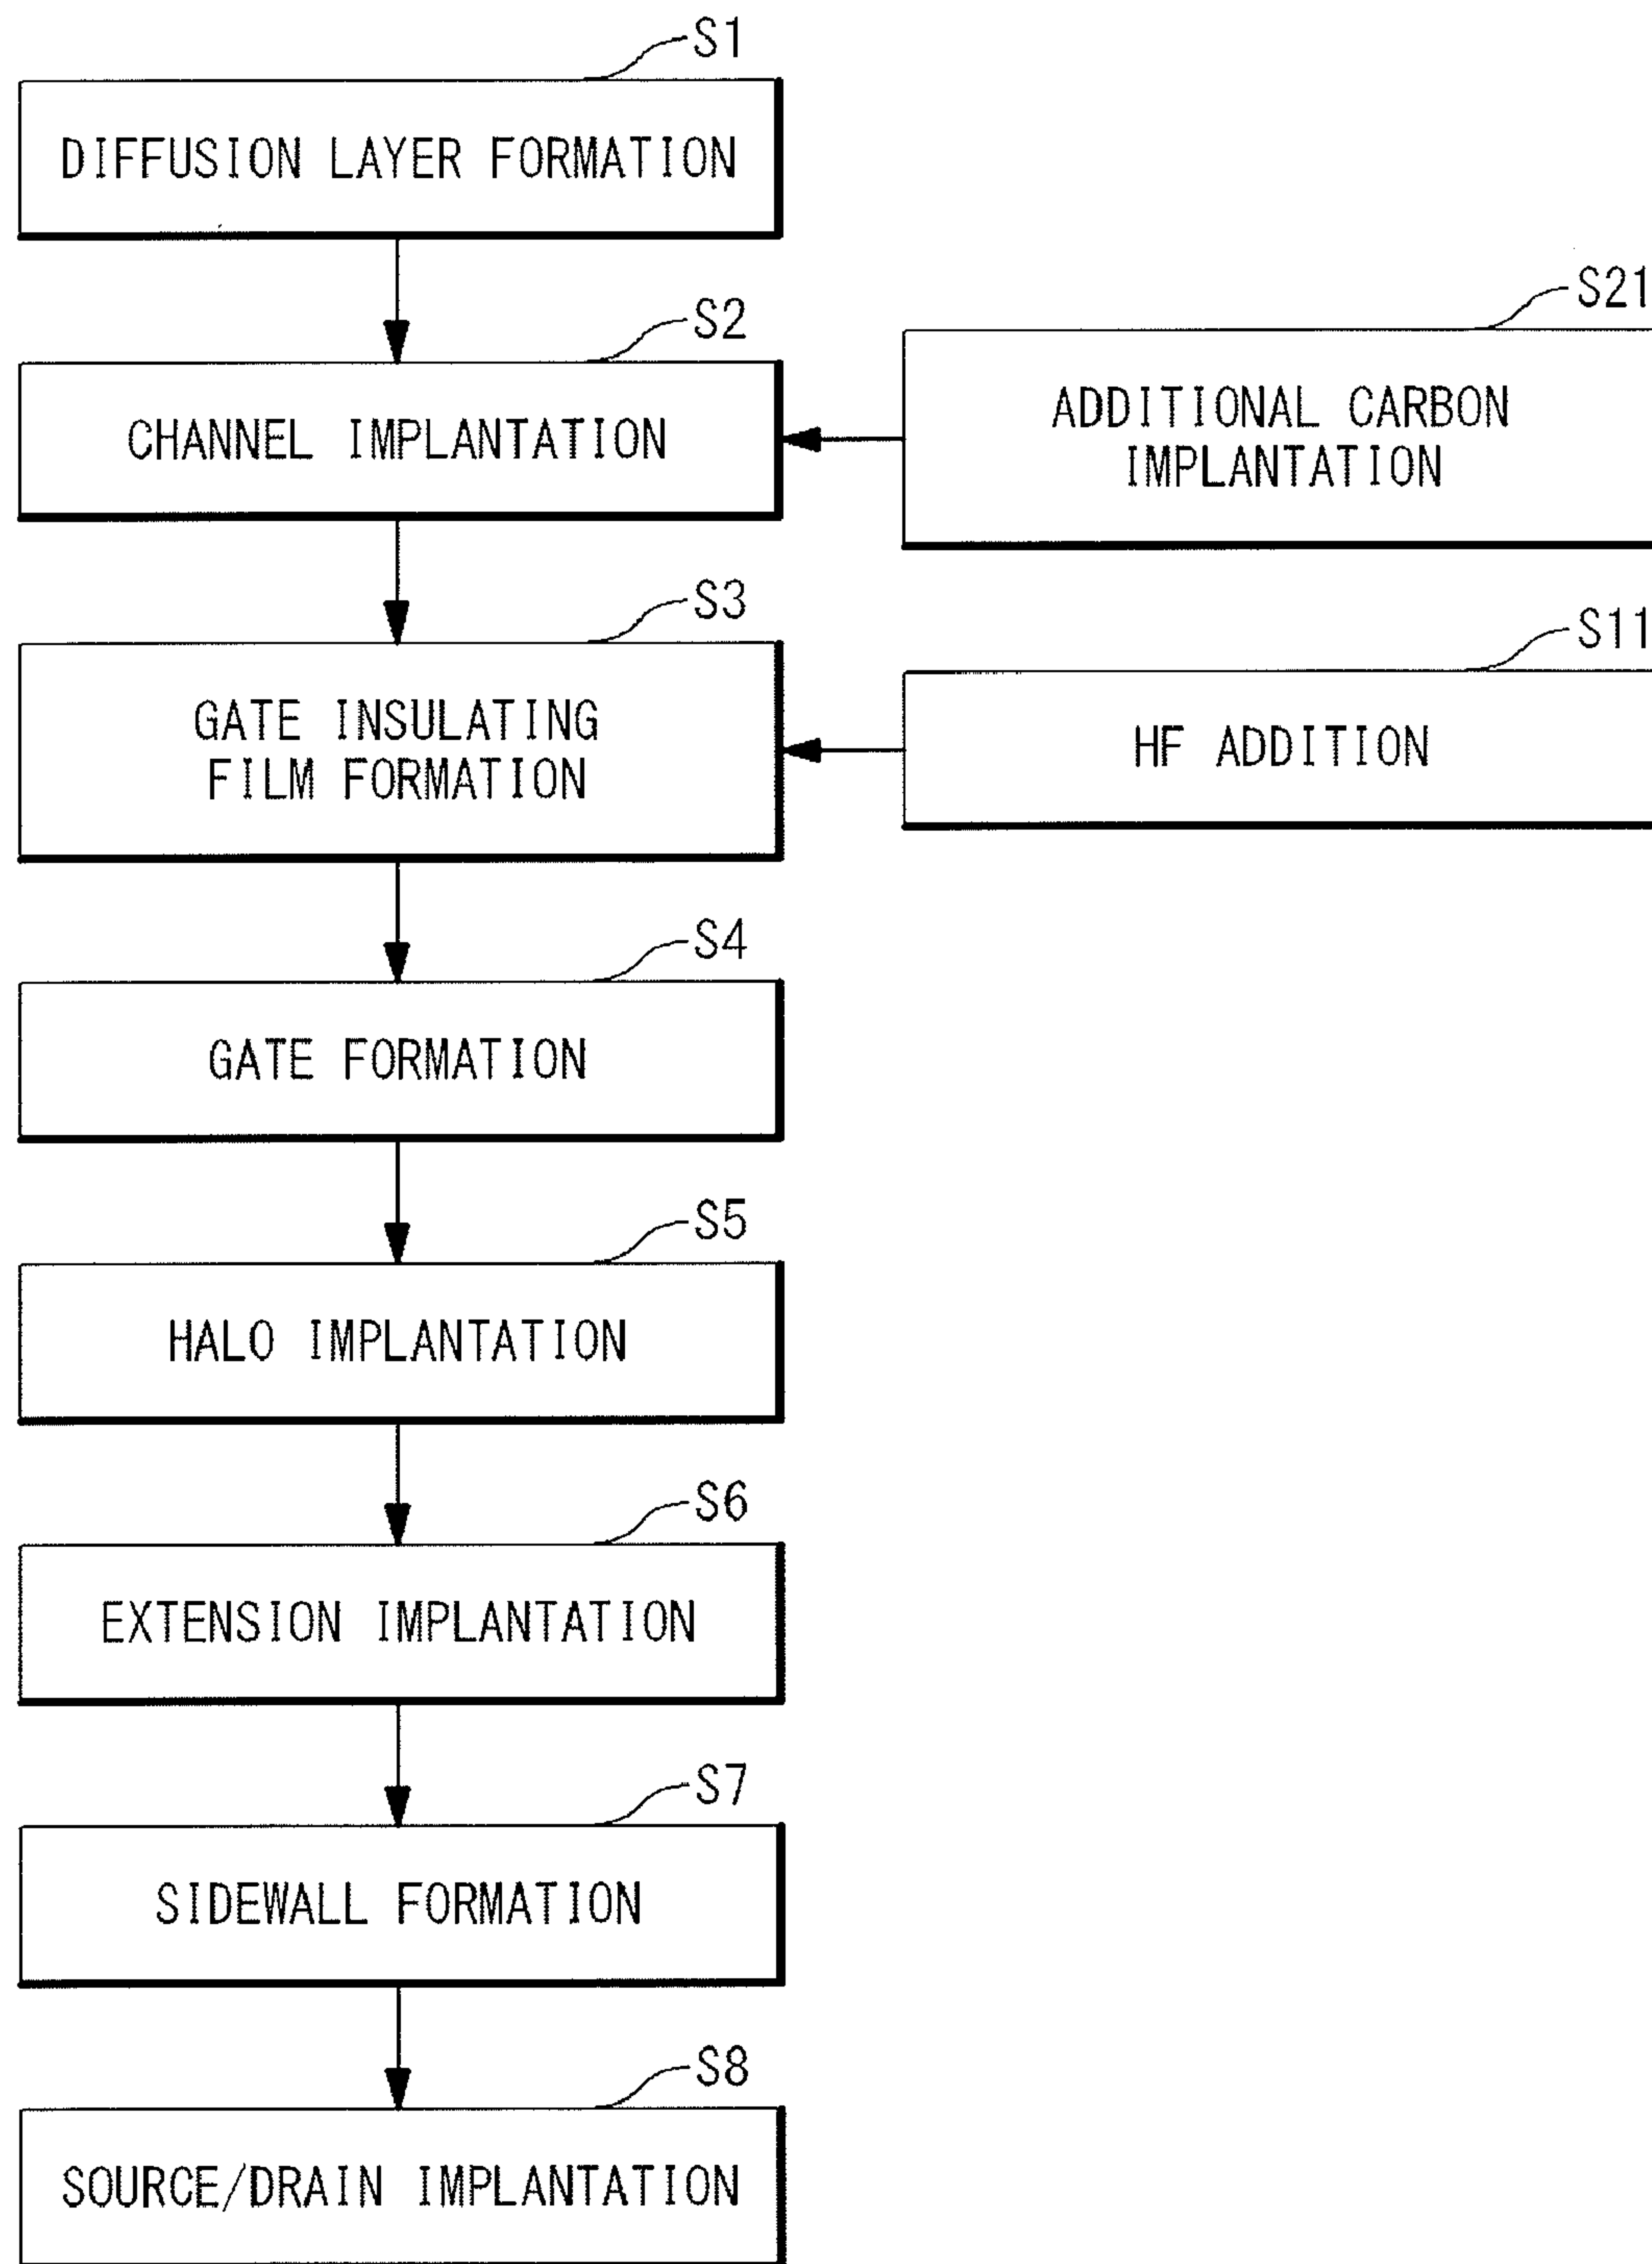 S1
DIFFUSION LAYER FORMATION
S2
CHANNEL IMPLANTATION
S21
ADDITIONAL CARBON
IMPLANTATION
S3
GATE INSULATING
FILM FORMATION
S11
HF ADDITION
S4
GATE FORMATION
S5
HALO IMPLANTATION
S6
EXTENSION IMPLANTATION
S7
SIDEWALL FORMATION
S8
SOURCE/DRAIN IMPLANTATION